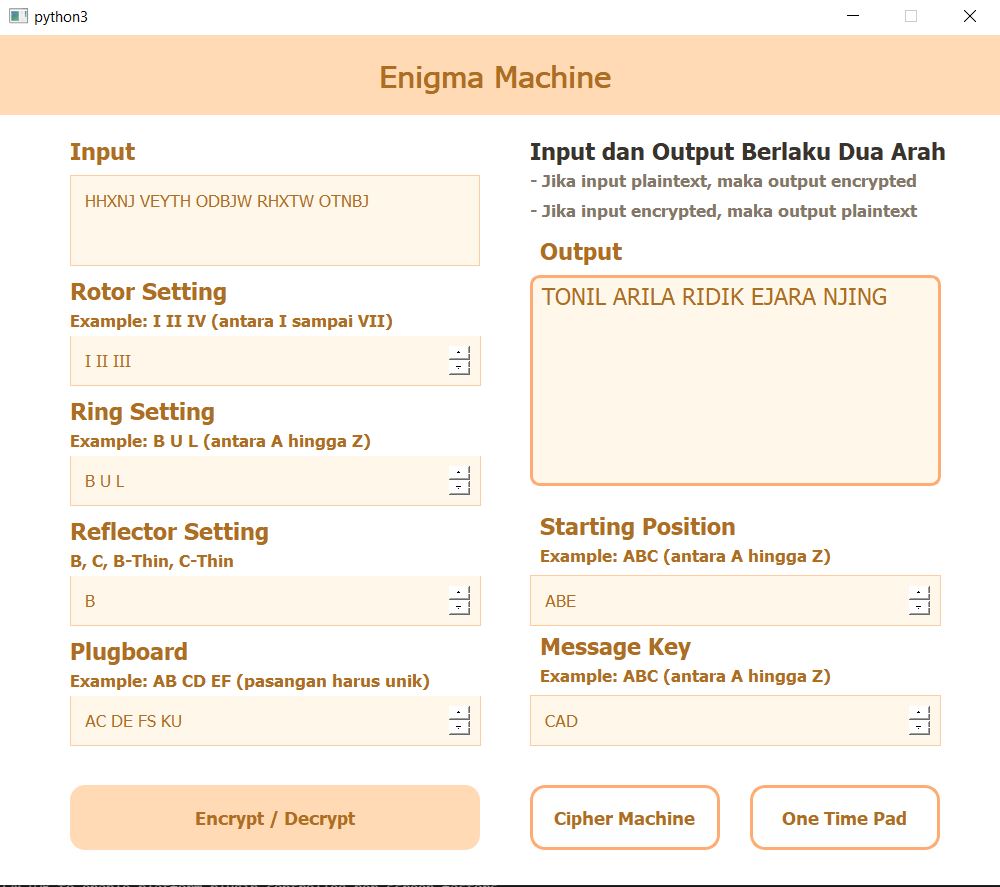 python3
Enigma Machine
Input
HHXNJ VEYTH ODBJW RHXTW OTNBJ
Rotor Setting
Example: I II IV (antara I sampai VII)
I II III
Ring Setting
Example: B U L (antara A hingga Z)
B U L
Reflector Setting
B, C, B-Thin, C-Thin
B
Plugboard
Example: AB CD EF (pasangan harus unik)
AC DE FS KU
Encrypt / Decrypt
Input dan Output Berlaku Dua Arah
- Jika input plaintext, maka output encrypted
- Jika input encrypted, maka output plaintext
Output
TONIL ARILA RIDIK EJARA NJING
Starting Position
Example: ABC (antara A hingga Z)
ABE
Message Key
Example: ABC (antara A hingga Z)
CAD
Cipher Machine
One Time Pad